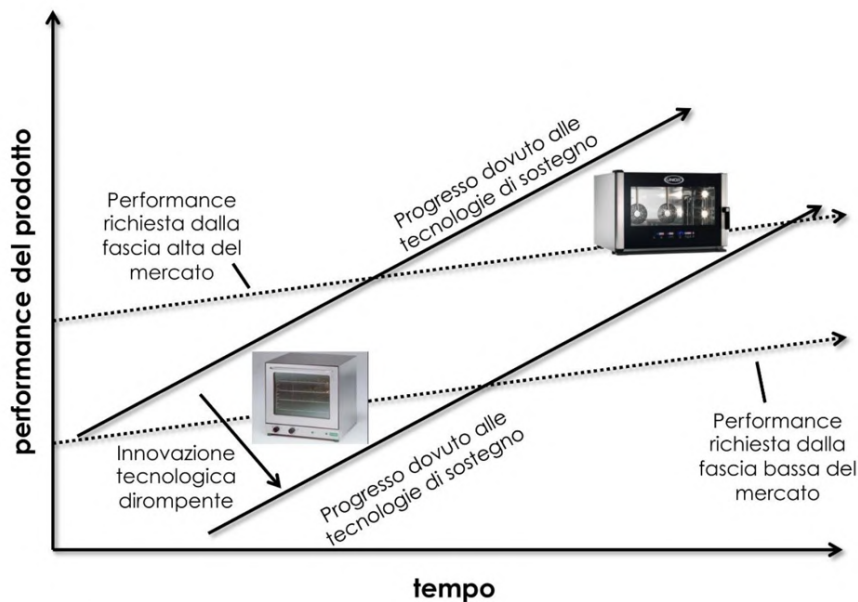 performance del prodotto
Performance
richiesta dalla
fascia alta del
mercato
Progresso dovuto alle
tecnologie di sostegno
Innovazione
tecnologica
dirompente
Progresso dovuto alle
tecnologie di sostegno
Performance
richiesta dalla
fascia bassa del
mercato
tempo